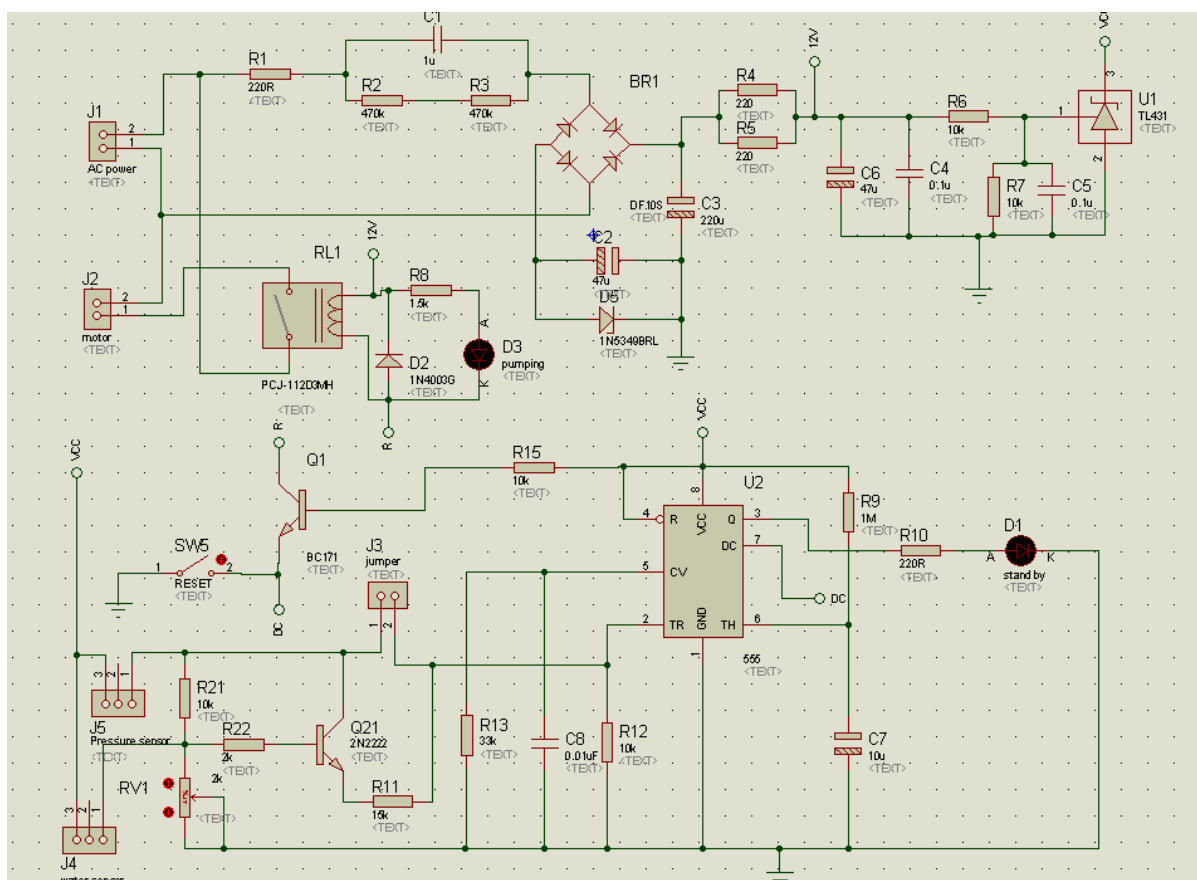 C1
1u
<TEXT>
R1
220R
<TEXT>
R2
470k
<TEXT>
R3
470k
<TEXT>
BR1
DF10S
<TEXT>
J1
2
1
AC power
<TEXT>
R4
220
<TEXT>
R5
220
<TEXT>
12V
VCC
R6
10k
<TEXT>
3
1
2
U1
TL431
<TEXT>
C6
47u
<TEXT>
C4
0.1u
<TEXT>
R7
10k
<TEXT>
C5
0.1u
<TEXT>
C3
220u
<TEXT>
C2
47u
<TEXT>
D5
1N5349BRL
<TEXT>
J2
2
1
motor
<TEXT>
RL1
12V
PCJ-112D3MH
<TEXT>
R8
1.5k
<TEXT>
D2
1N4003G
<TEXT>
A
D3
pumping
<TEXT>
K
R
R
VCC
Q1
BC171
<TEXT>
SW5
1
2
RESET
<TEXT>
DC
R15
10k
<TEXT>
VCC
U2
8
4
R
VCC
Q
3
DC
7
5
CV
2
TR
GND
TH
6
1
555
<TEXT>
DC
R9
1M
<TEXT>
R10
220R
<TEXT>
D1
A
K
stand by
<TEXT>
J3
jumper
<TEXT>
1
2
3
2
1
J5
Pressure sensor
<TEXT>
R21
10k
<TEXT>
R22
2k
<TEXT>
Q21
2N2222
<TEXT>
R11
15k
<TEXT>
RV1
2k
<TEXT>
R13
33k
<TEXT>
C8
0.01uF
<TEXT>
R12
10k
<TEXT>
C7
10u
<TEXT>
3
2
1
J4
water sensor